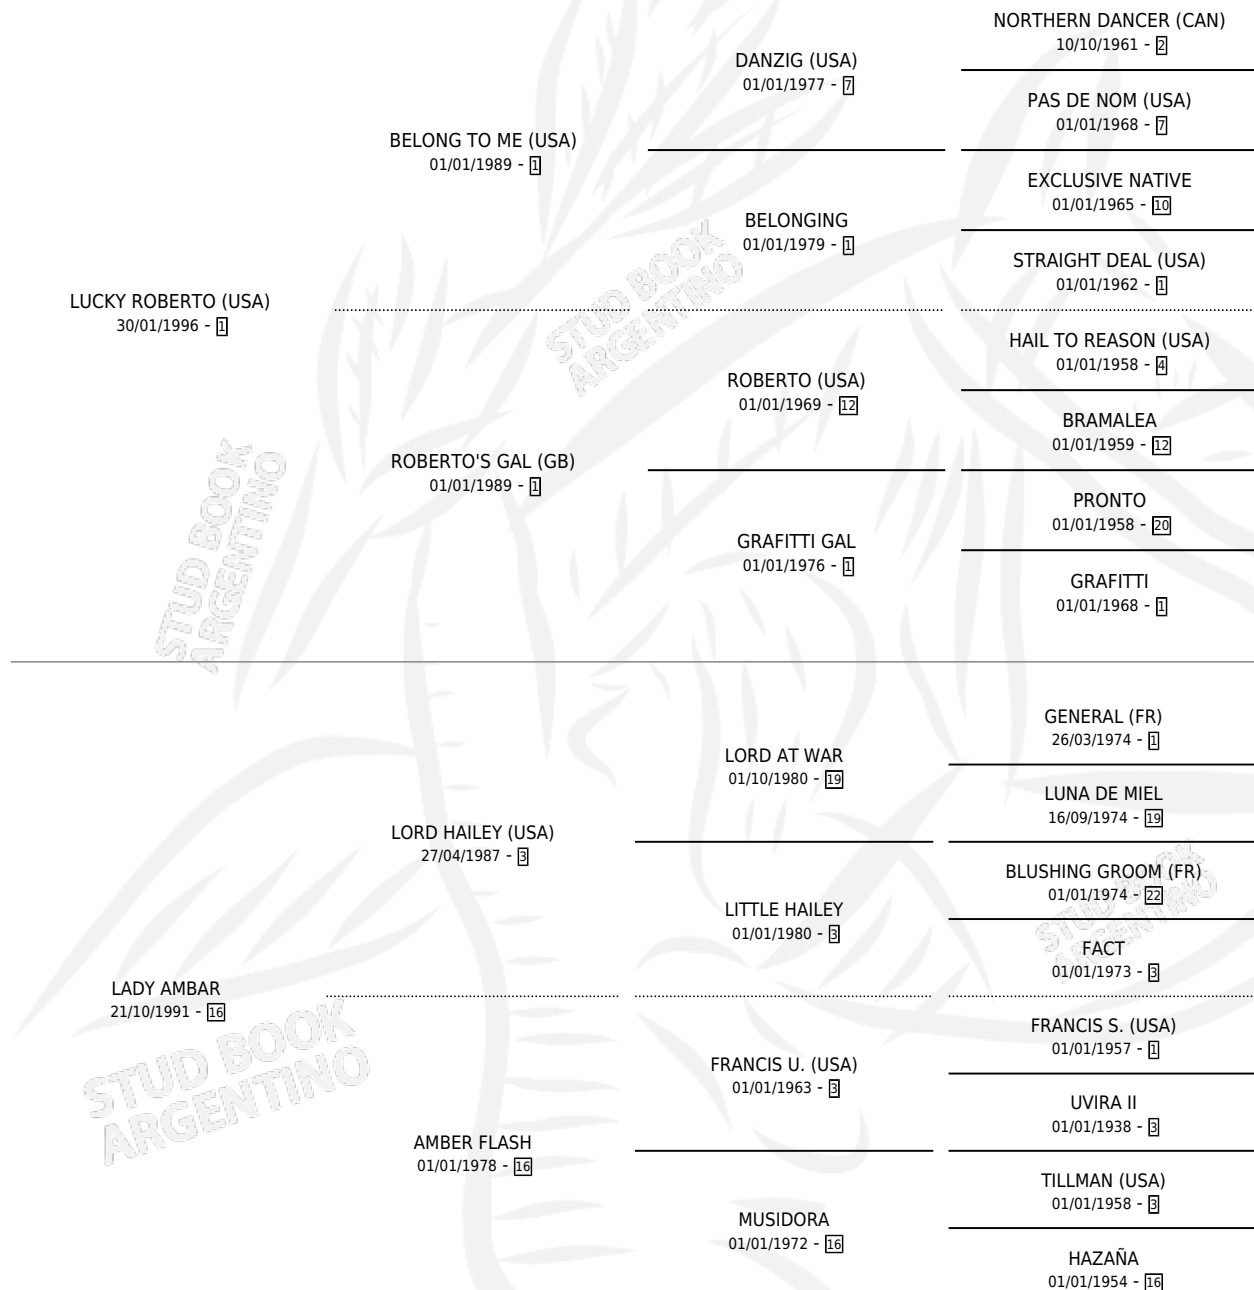 NORTHERN DANCER (CAN)
10/10/1961 - 2
DANZIG (USA)
01/01/1977 - 7
PAS DE NOM (USA)
01/01/1968 - 7
BELONG TO ME (USA)
01/01/1989 - 1
EXCLUSIVE NATIVE
01/01/1965 - 10
BELONGING
01/01/1979 - 1
STRAIGHT DEAL (USA)
01/01/1962 - 1
LUCKY ROBERTO (USA)
30/01/1996 - 1
HAIL TO REASON (USA)
01/01/1958 - 4
ROBERTO (USA)
01/01/1969 - 12
BRAMALEA
01/01/1959 - 12
ROBERTO'S GAL (GB)
01/01/1989 - 1
PRONTO
01/01/1958 - 20
GRAFITTI GAL
01/01/1976 - 1
GRAFITTI
01/01/1968 - 1
GENERAL (FR)
26/03/1974 - 1
LORD AT WAR
01/10/1980 - 19
LUNA DE MIEL
16/09/1974 - 19
LORD HAILEY (USA)
27/04/1987 - 3
BLUSHING GROOM (FR)
01/01/1974 - 22
LITTLE HAILEY
01/01/1980 - 3
FACT
01/01/1973 - 3
LADY AMBAR
21/10/1991 - 16
FRANCIS S. (USA)
01/01/1957 - 1
FRANCIS U. (USA)
01/01/1963 - 3
UVIRA II
01/01/1938 - 3
AMBER FLASH
01/01/1978 - 16
TILLMAN (USA)
01/01/1958 - 3
MUSIDORA
01/01/1972 - 16
HAZAÑA
01/01/1954 - 16
STUD BOOK
ARGENTINO
STUD BOOK
ARGENTINO
STUD BOOK
ARGENTINO
STUD BOOK
ARGENTINO